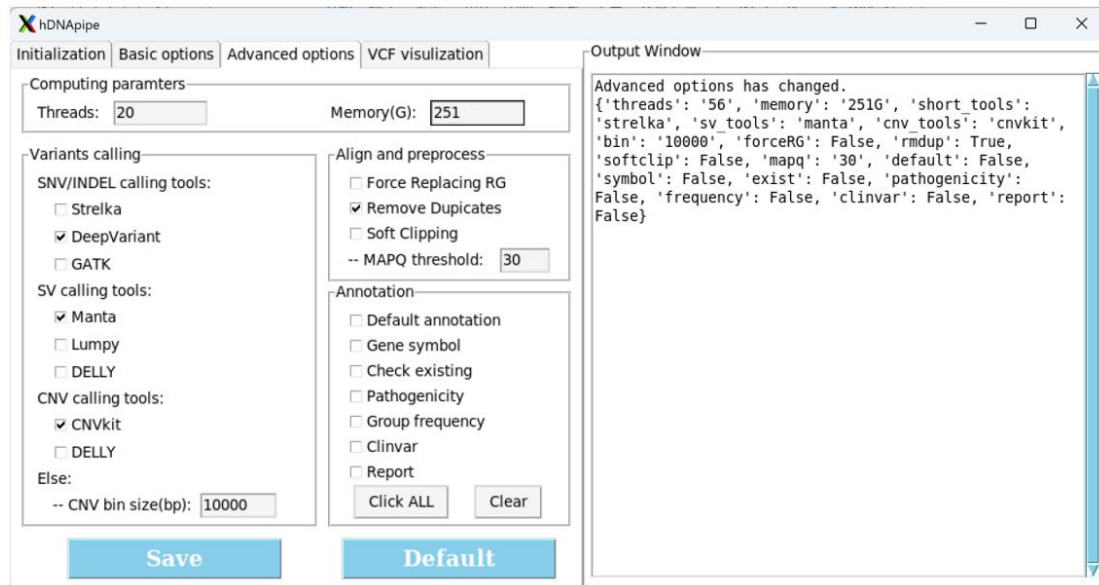 hDNApipe
Initialization Basic options Advanced options VCF visulization
Computing paramters
Threads: 20 Memory(G): 251
Variants calling
SNV/INDEL calling tools:
Strelka
DeepVariant
GATK
SV calling tools:
Manta
Lumpy
DELLY
CNV calling tools:
CNVkit
DELLY
Else:
-- CNV bin size(bp): 10000
Align and preprocess
Force Replacing RG
Remove Dupicates
Soft Clipping
-- MAPQ threshold: 30
Annotation
Default annotation
Gene symbol
Check existing
Pathogenicity
Group frequency
Clinvar
Report
Click ALL Clear
Save Default
Output Window
Advanced options has changed.
{'threads': '56', 'memory': '251G', 'short_tools':
'strelka', 'sv_tools': 'manta', 'cnv_tools': 'cnvkit',
'bin': '10000', 'forceRG': False, 'rmdup': True,
'softclip': False, 'mapq': '30', 'default': False,
'symbol': False, 'exist': False, 'pathogenicity':
False, 'frequency': False, 'clinvar': False, 'report':
False}